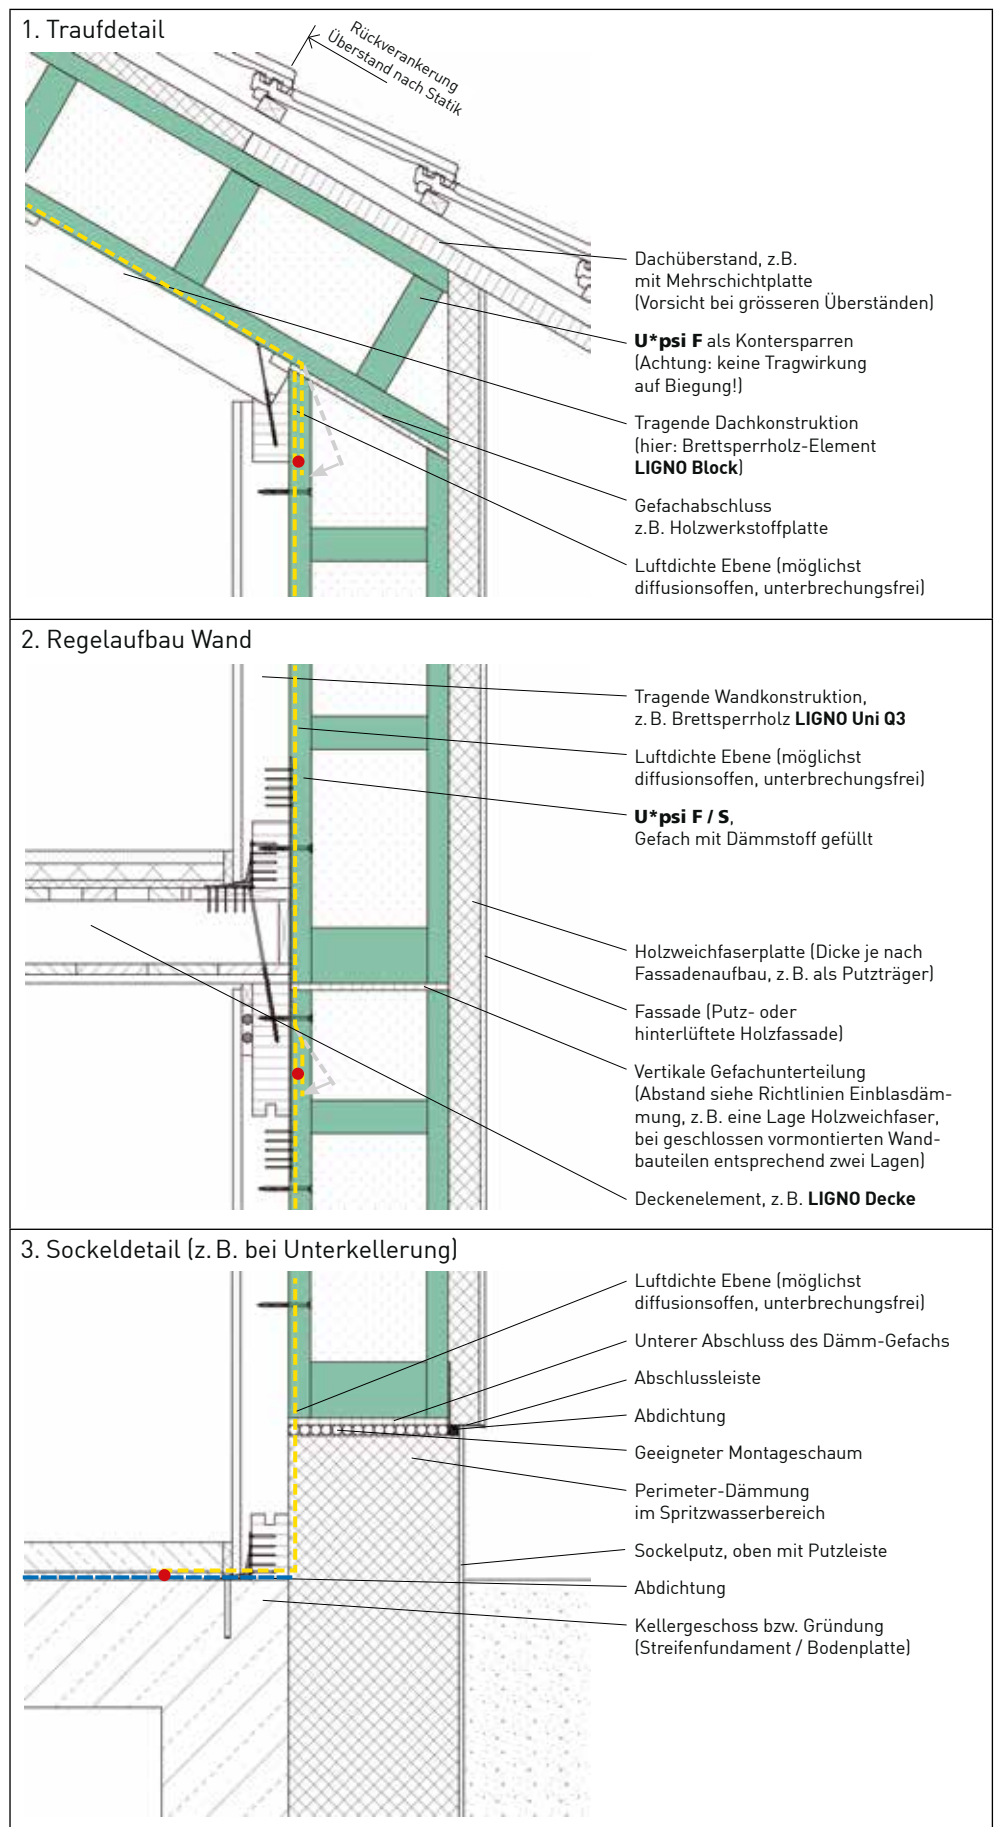 1. Traufdetail
Rückverankerung
Überstand nach Statik
Dachüberstand, z.B.
mit Mehrschichtplatte
(Vorsicht bei grösseren Überständen)
U*psi F als Kontersparren
(Achtung: keine Tragwirkung
auf Biegung!)
Tragende Dachkonstruktion
(hier: Brettsperrholz-Element
LIGNO Block)
Gefachabschluss
z.B. Holzwerkstoffplatte
Luftdichte Ebene (möglichst
diffusionsoffen, unterbrechungsfrei)
2. Regelaufbau Wand
Tragende Wandkonstruktion,
z.B. Brettsperrholz LIGNO Uni Q3
Luftdichte Ebene (möglichst
diffusionsoffen, unterbrechungsfrei)
U*psi F / S,
Gefach mit Dämmstoff gefüllt
Holzweichfaserplatte (Dicke je nach
Fassadenaufbau, z.B. als Putzträger)
Fassade (Putz- oder
hinterlüftete Holzfassade)
Vertikale Gefachunterteilung
(Abstand siehe Richtlinien Einblasdäm-
mung, z.B. eine Lage Holzweichfaser,
bei geschlossen vormontierten Wand-
bauteilen entsprechend zwei Lagen)
Deckenelement, z.B. LIGNO Decke
3. Sockeldetail (z.B. bei Unterkellerung)
Luftdichte Ebene (möglichst
diffusionsoffen, unterbrechungsfrei)
Unterer Abschluss des Dämm-Gefachs
Abschlussleiste
Abdichtung
Geeigneter Montageschaum
Perimeter-Dämmung
im Spritzwasserbereich
Sockelputz, oben mit Putzleiste
Abdichtung
Kellergeschoss bzw. Gründung
(Streifenfundament / Bodenplatte)